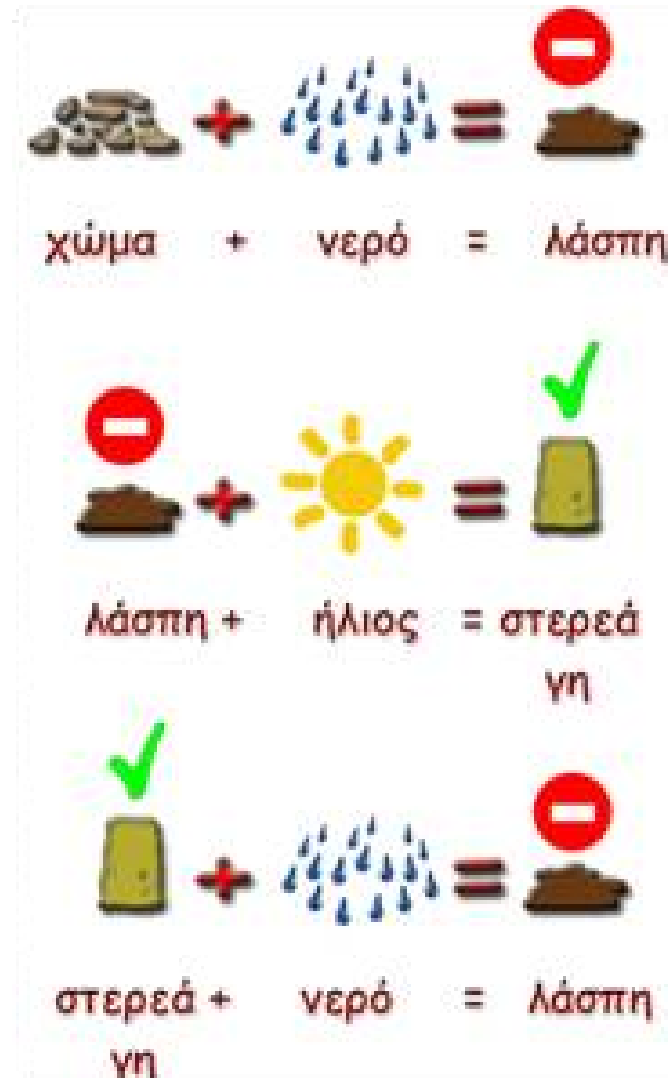 χώμα + νερό = λάσπη
λάσπη + ήλιος = στερεά
γη
στερεά + νερό = λάσπη
γη